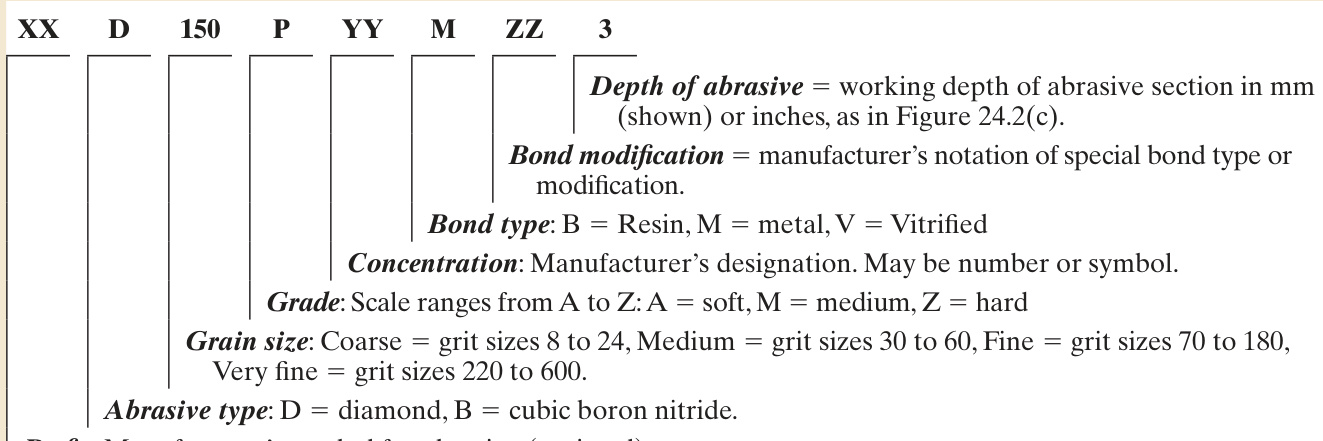 XX D 150 P YY M ZZ 3
Depth of abrasive = working depth of abrasive section in mm
(shown) or inches, as in Figure 24.2(c).
Bond modification = manufacturer's notation of special bond type or
modification.
Bond type: B = Resin, M = metal, V = Vitrified
Concentration: Manufacturer's designation. May be number or symbol.
Grade: Scale ranges from A to Z: A = soft, M = medium, Z = hard
Grain size: Coarse = grit sizes 8 to 24, Medium = grit sizes 30 to 60, Fine = grit sizes 70 to 180,
Very fine = grit sizes 220 to 600.
Abrasive type: D = diamond, B = cubic boron nitride.